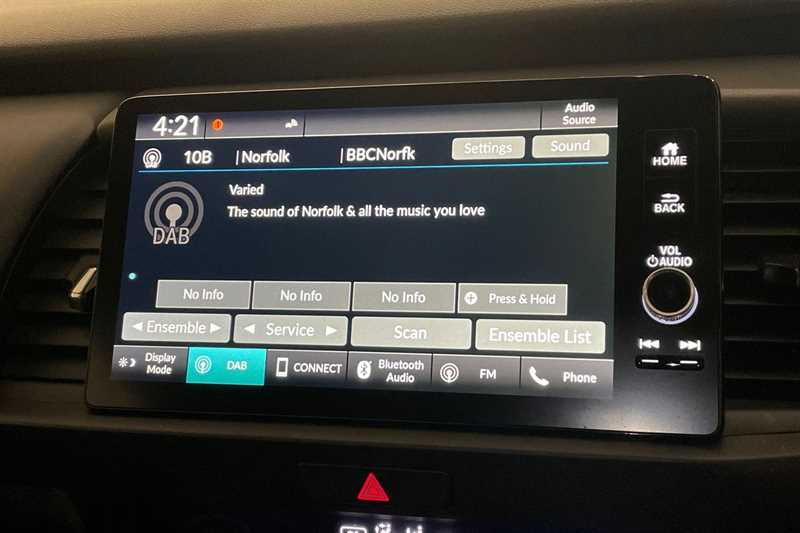 4:21
Audio
Source
10B |Norfolk |BBCNorfk Settings Sound
DAB
Varied
The sound of Norfolk & all the music you love
DAB
No Info No Info No Info Press & Hold
Ensemble Service Scan Ensemble List
Display
Mode
DAB
CONNECT
Bluetooth
Audio
FM
Phone
HOME
BACK
VOL
AUDIO